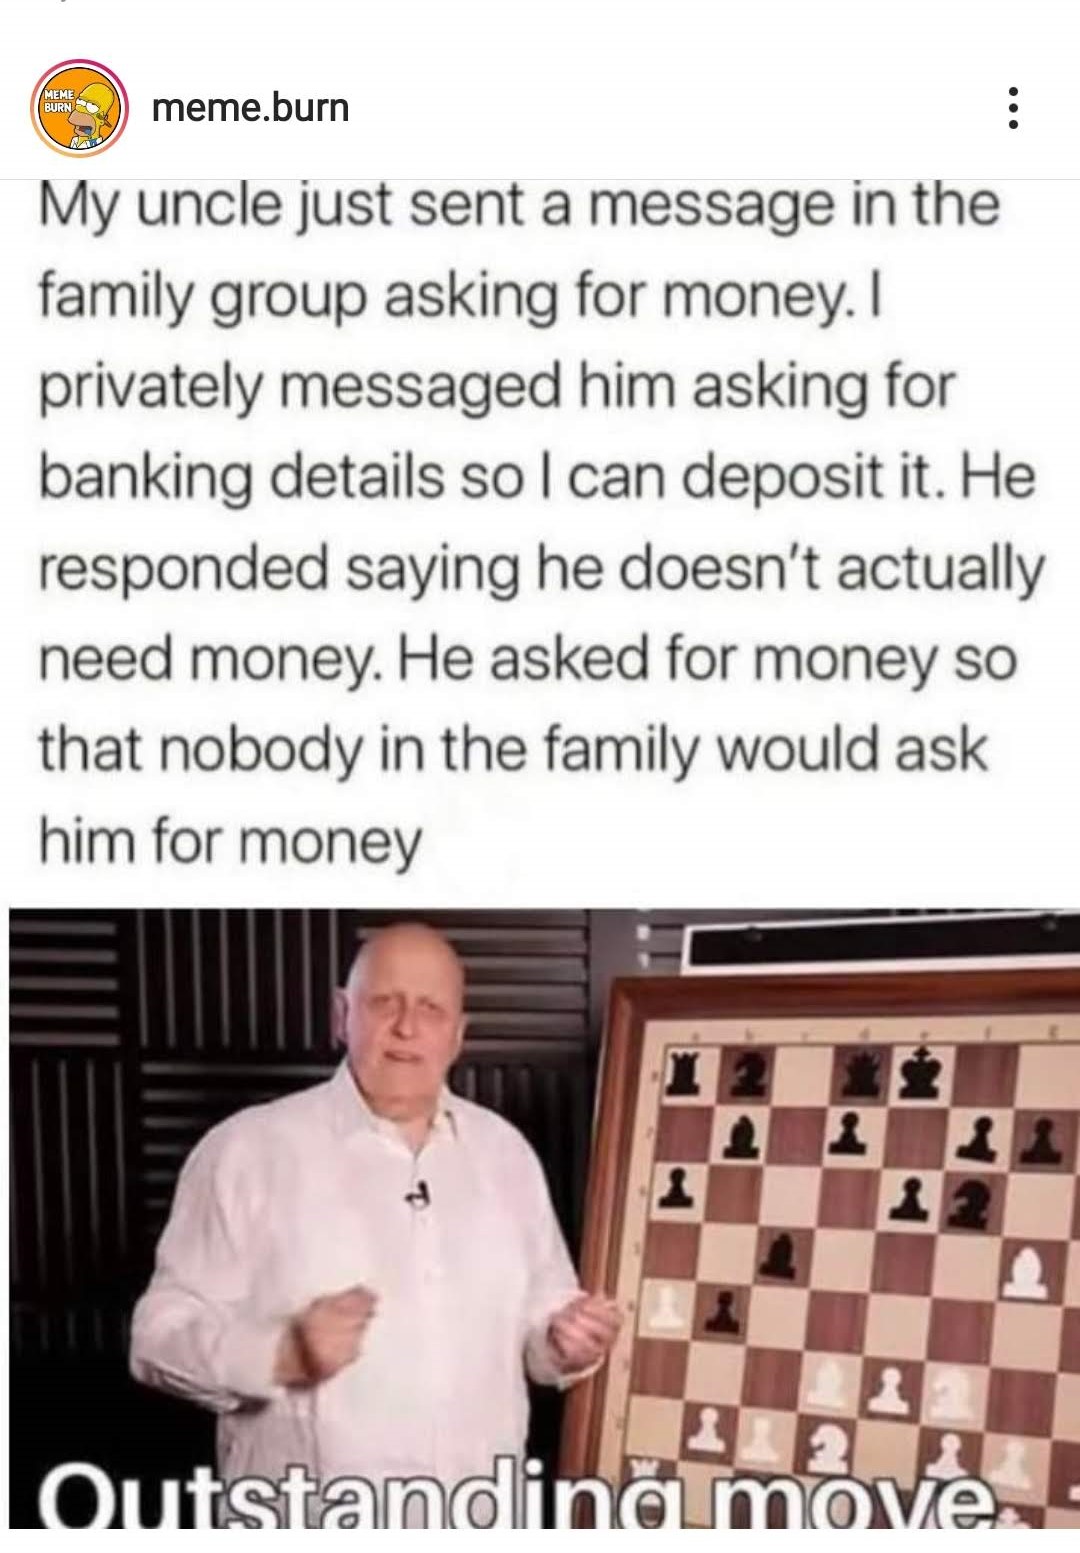 MEME
BURN
meme.burn
My uncle just sent a message in the
family group asking for money. I
privately messaged him asking for
banking details so I can deposit it. He
responded saying he doesn't actually
need money. He asked for money so
that nobody in the family would ask
him for money
Outstanding move